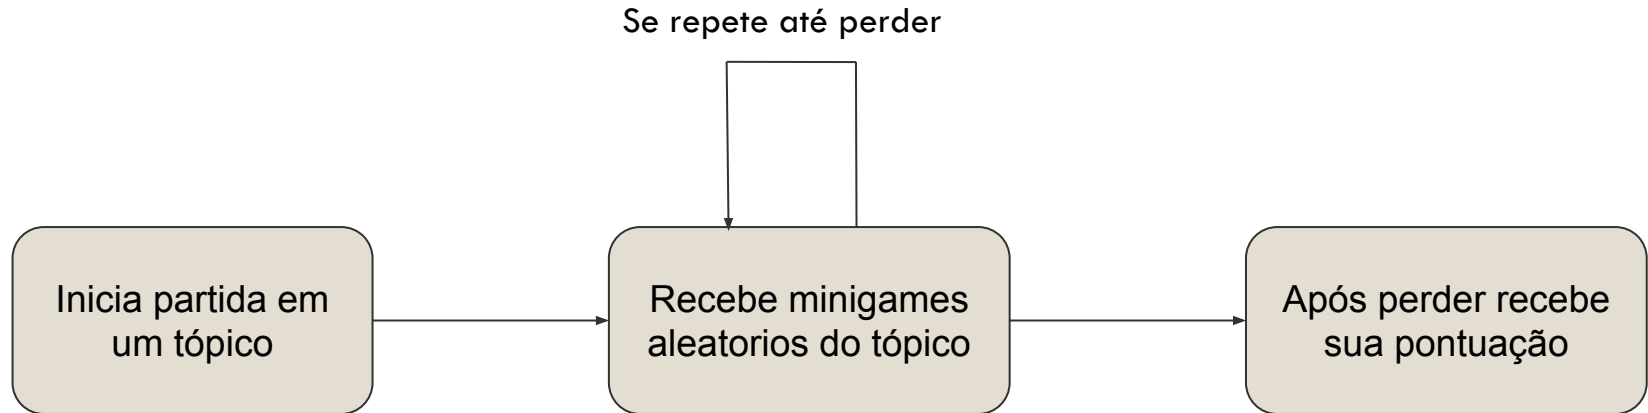 Se repete até perder
Inicia partida em
um tópico
Recebe minigames
aleatorios do tópico
Após perder recebe
sua pontuação